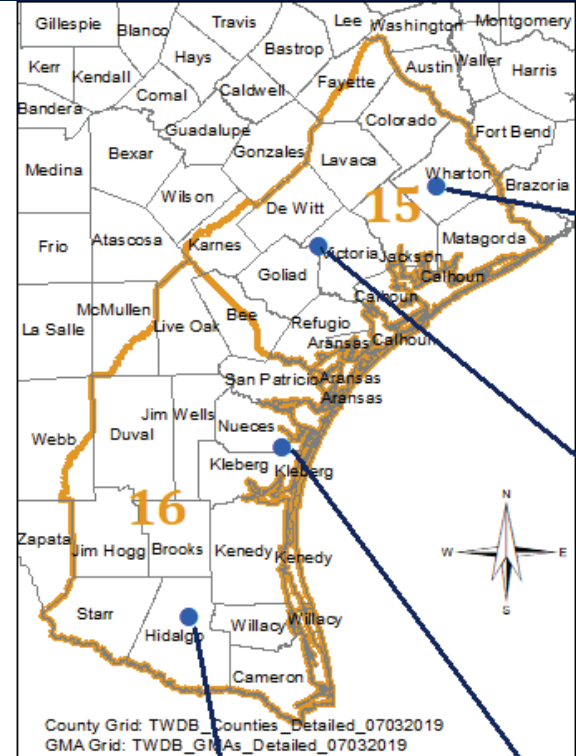 Gillespie
Blanco
Travis
Lee
Washington
Montgomery
Hays
Bastrop
Kerr
Kendall
Austin
Waller
Harris
Comal
Caldwell
Fayette
Bandera
Colorado
Guadalupe
Fort Bend
Bexar
Gonzales
Lavaca
Medina
Wharton
Brazoria
Wilson
De Witt
15
Frio
Atascosa
Karnes
Matagorda
Victoria
Jackson
Goliad
Calhoun
Calhoun
McMullen
Bee
La Salle
Live Oak
Refugio
Aransas
Calhoun
San Patricio
Aransas
Aransas
Jim Wells
Nueces
Webb
Duval
Kleberg
Kleberg
16
Zapata
Jim Hogg
Brooks
Kenedy
Kenedy
N
W
E
S
Starr
Hidalgo
Willacy
Willacy
Cameron
County Grid: TWDB_Counties_Detailed_07032019
GMA Grid: TWDB_GMAs_Detailed_07032019